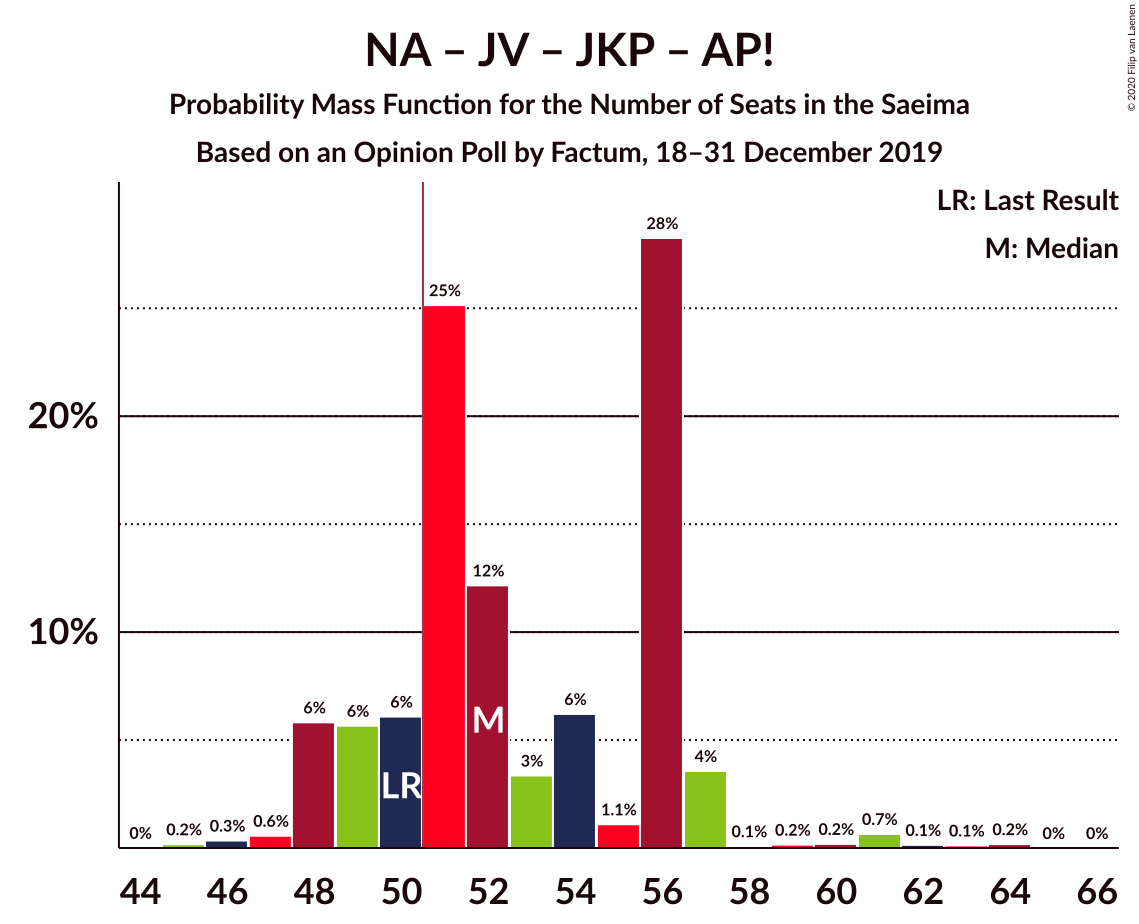 NA – JV – JKP – AP!
Probability Mass Function for the Number of Seats in the Saeima
Based on an Opinion Poll by Factum, 18–31 December 2019
© 2020 Filip van Laenen
LR: Last Result
M: Median
20%
10%
0%
0.2%
0.3%
0.6%
6%
6%
6%
25%
12%
3%
6%
1.1%
28%
4%
0.1%
0.2%
0.2%
0.7%
0.1%
0.1%
0.2%
0%
0%
LR
M
44 46 48 50 52 54 56 58 60 62 64 66